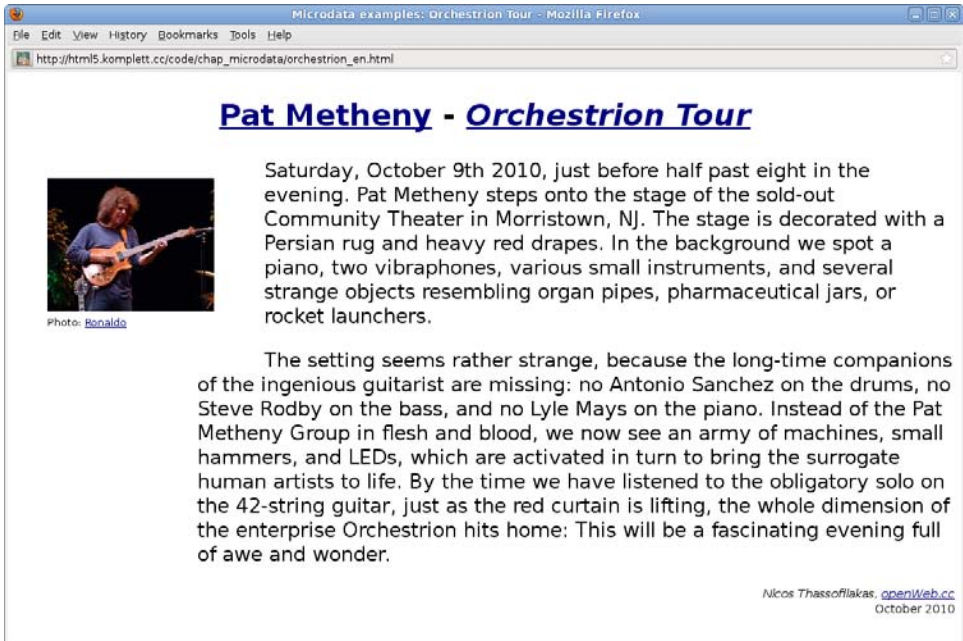 Microdata examples: Orchestrion Tour - Mozilla Firefox
File Edit View History Bookmarks Tools Help
http://html5.komplett.cc/code/chap_microdata/orchestrion_en.html
Pat Metheny - Orchestrion Tour
Saturday, October 9th 2010, just before half past eight in the
evening. Pat Metheny steps onto the stage of the sold-out
Community Theater in Morristown, NJ. The stage is decorated with a
Persian rug and heavy red drapes. In the background we spot a
piano, two vibraphones, various small instruments, and several
strange objects resembling organ pipes, pharmaceutical jars, or
rocket launchers.
Photo: Ronaldo
The setting seems rather strange, because the long-time companions
of the ingenious guitarist are missing: no Antonio Sanchez on the drums, no
Steve Rodby on the bass, and no Lyle Mays on the piano. Instead of the Pat
Metheny Group in flesh and blood, we now see an army of machines, small
hammers, and LEDs, which are activated in turn to bring the surrogate
human artists to life. By the time we have listened to the obligatory solo on
the 42-string guitar, just as the red curtain is lifting, the whole dimension of
the enterprise Orchestrion hits home: This will be a fascinating evening full
of awe and wonder.
Nicos Thassofilakas, openWeb.cc
October 2010